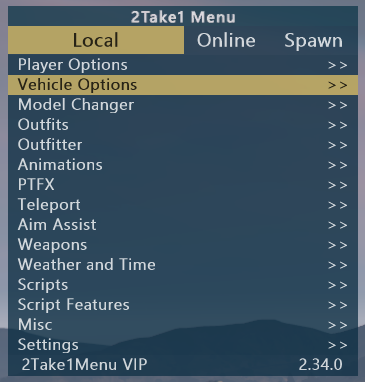 2Take1 Menu
Local Online Spawn
Player Options >>
Vehicle Options >>
Model Changer >>
Outfits >>
Outfitter >>
Animations >>
PTFX >>
Teleport >>
Aim Assist >>
Weapons >>
Weather and Time >>
Scripts >>
Script Features >>
Misc >>
Settings >>
2Take1Menu VIP 2.34.0